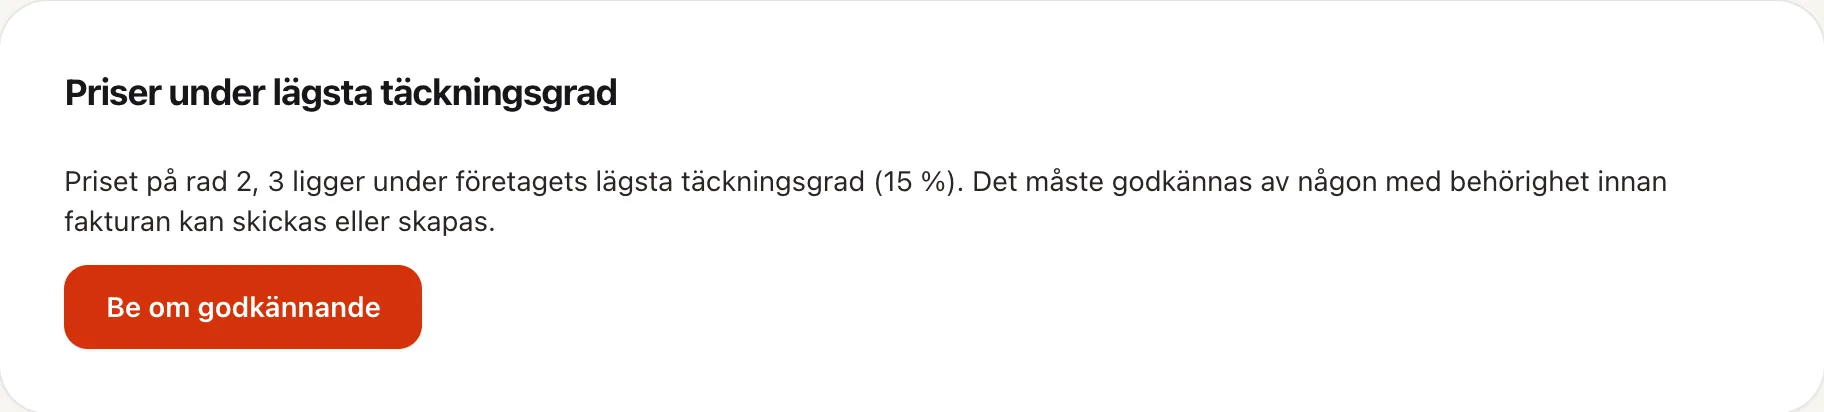 Priser under lägsta täckningsgrad
Priset på rad 2, 3 ligger under företagets lägsta täckningsgrad (15 %). Det måste godkännas av någon med behörighet innan
fakturan kan skickas eller skapas.
Be om godkännande